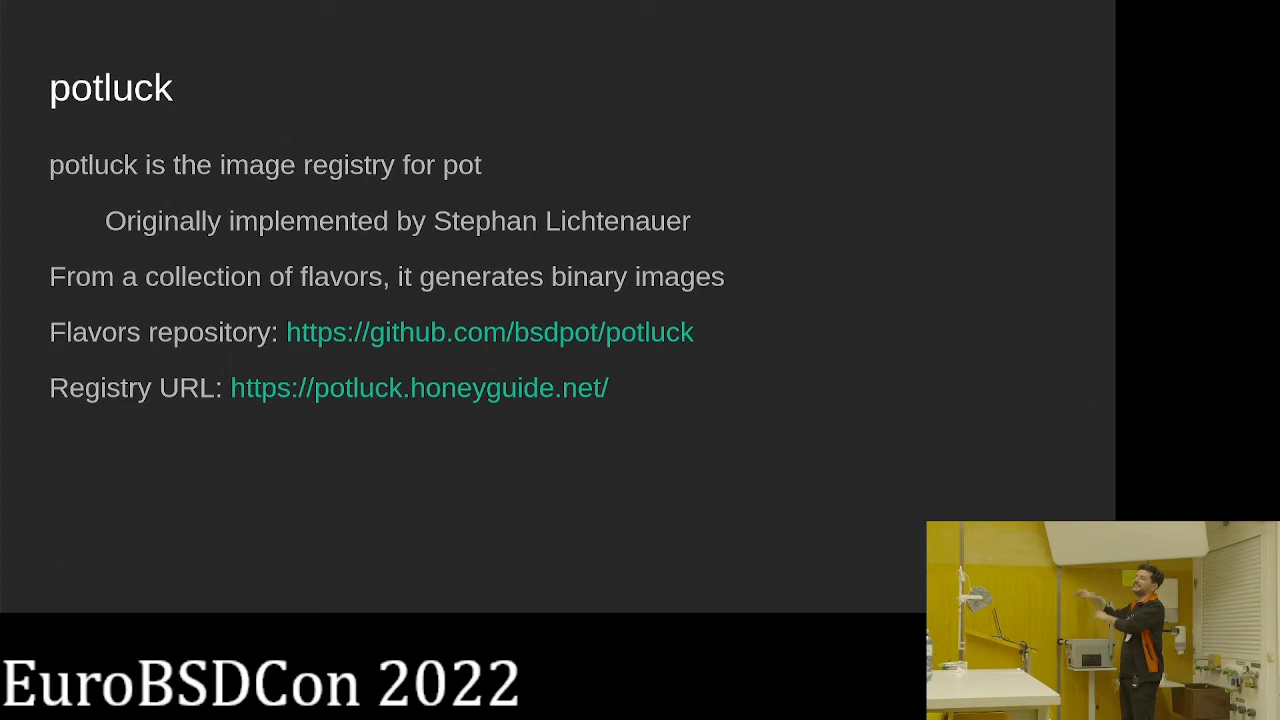 potluck
potluck is the image registry for pot
Originally implemented by Stephan Lichtenauer
From a collection of flavors, it generates binary images
Flavors repository: https://github.com/bsdpot/potluck
Registry URL: https://potluck.honeyguide.net/
EuroBSDCon 2022